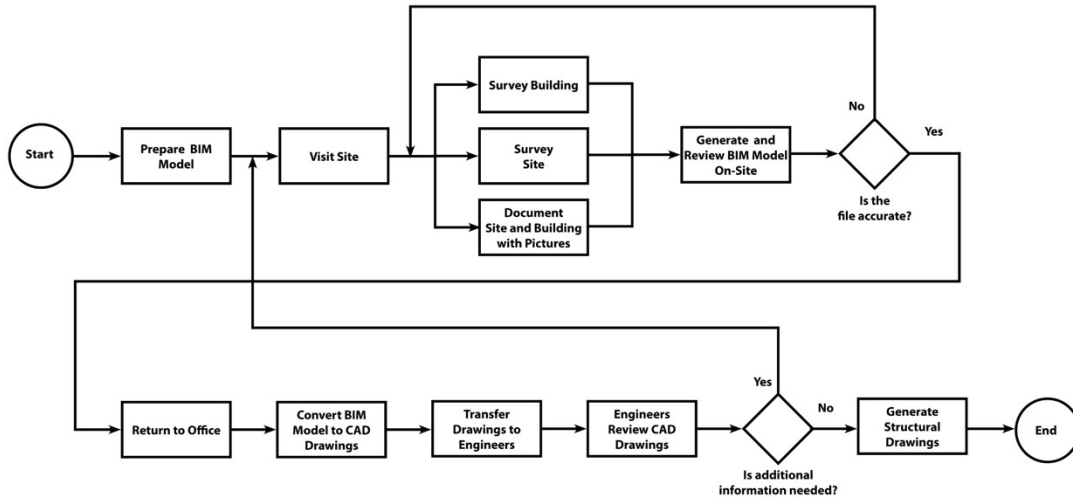 Start
Prepare BIM
Model
Visit Site
Survey Building
Survey
Site
Document
Site and Building
with Pictures
Generate and
Review BIM Model
On-Site
No
Yes
Is the
file accurate?
Return to Office
Convert BIM
Model to CAD
Drawings
Transfer
Drawings to
Engineers
Engineers
Review CAD
Drawings
Yes
No
Is additional
information needed?
Generate
Structural
Drawings
End